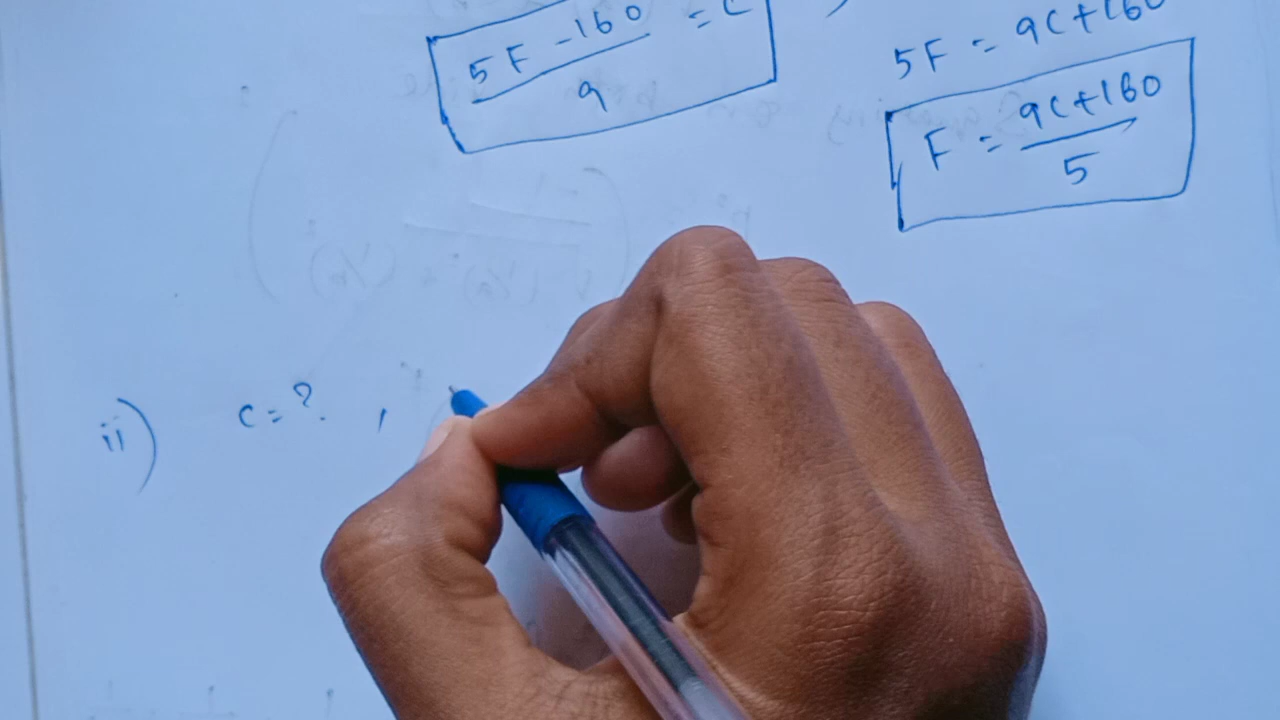 5F - 160 / 9 = C
5F = 9C + 160
F = 9C + 160 / 5
ii) C = ? ,